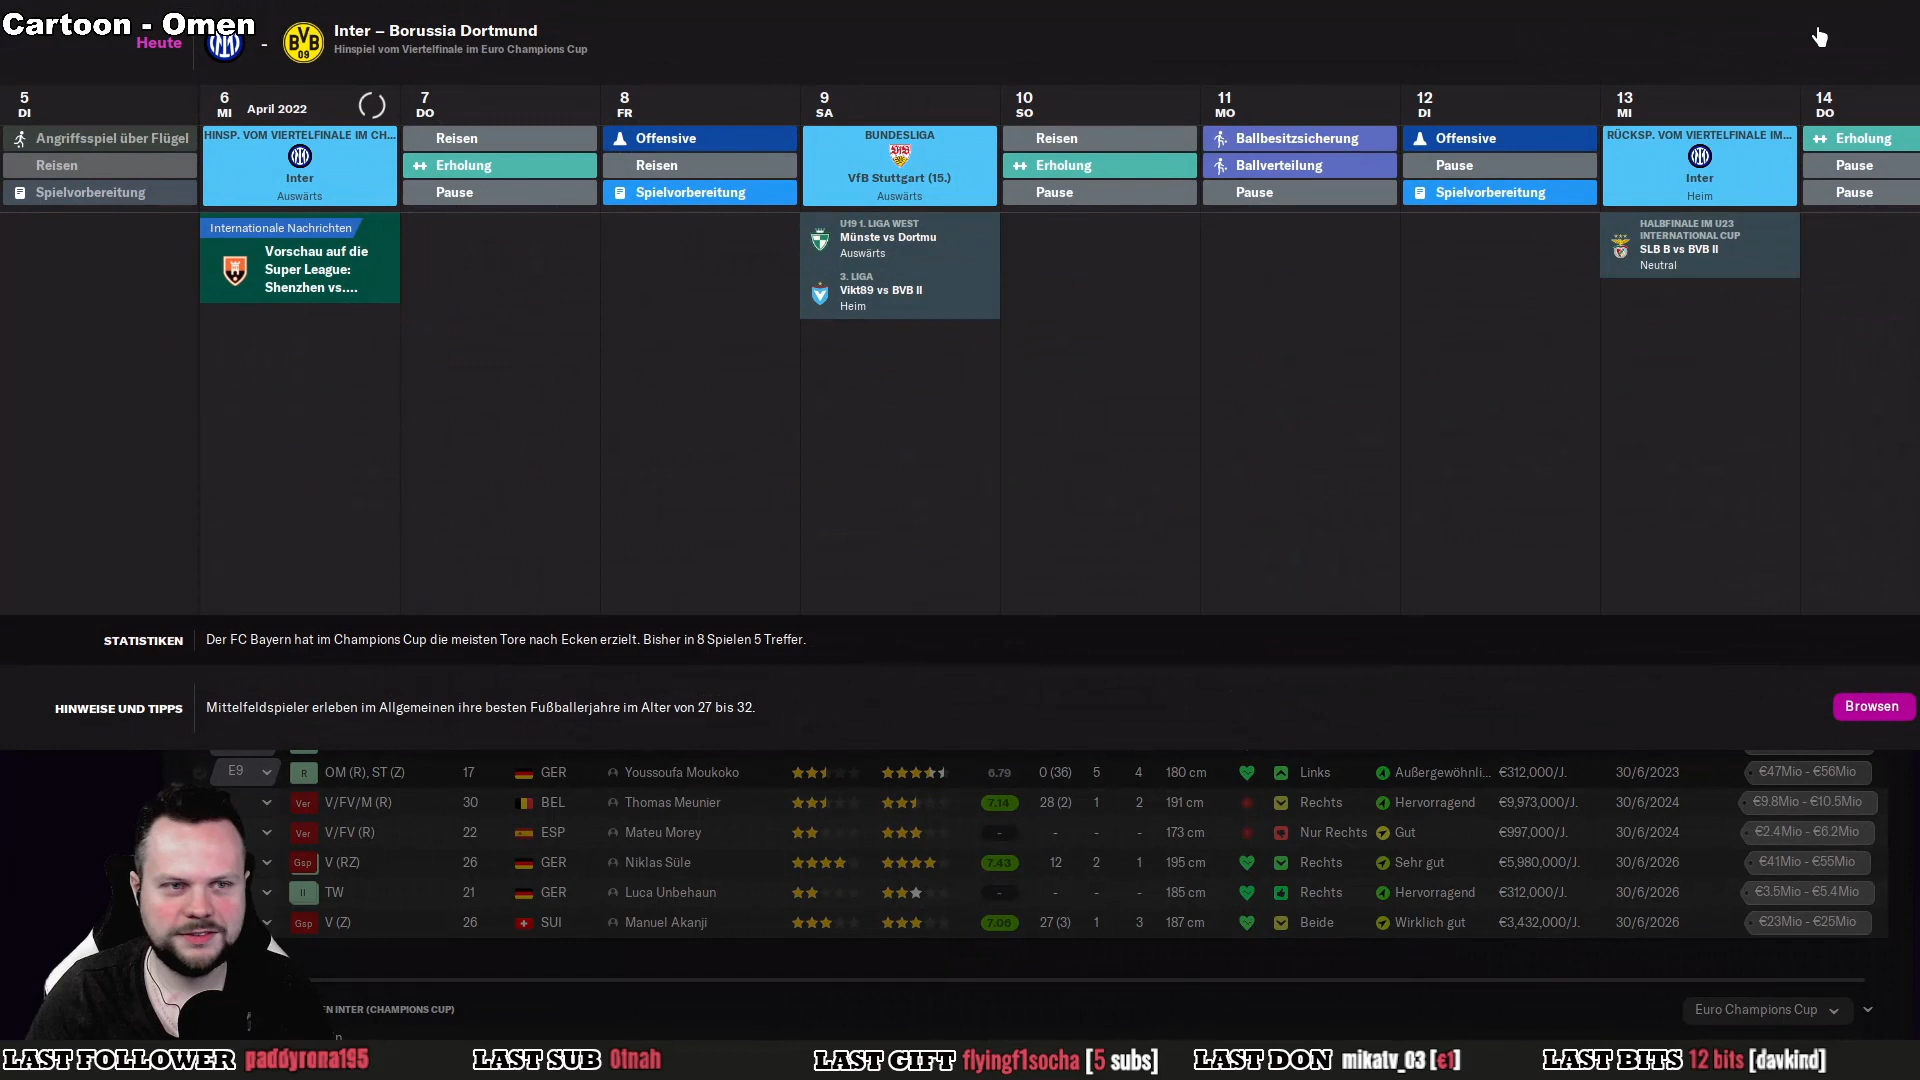 Cartoon - Omen
Heute
Inter – Borussia Dortmund
Hinspiel vom Viertelfinale im Euro Champions Cup
5
DI
6
MI
April 2022
7
DO
8
FR
9
SA
10
SO
11
MO
12
DI
13
MI
14
DO
Angriffsspiel über Flügel
Reisen
Spielvorbereitung
HINSP. VOM VIERTELFINALE IM CH...
Inter
Auswärts
Reisen
Erholung
Pause
Offensive
Reisen
Spielvorbereitung
BUNDESLIGA
VfB Stuttgart (15.)
Auswärts
Reisen
Erholung
Pause
Ballbesitzsicherung
Ballverteilung
Pause
Offensive
Pause
Spielvorbereitung
RÜCKSP. VOM VIERTELFINALE IM...
Inter
Heim
Erholung
Pause
Pause
Internationale Nachrichten
Vorschau auf die
Super League:
Shenzhen vs....
U19 1. LIGA WEST
Münste vs Dortmu
Auswärts
3. LIGA
Vikt89 vs BVB II
Heim
HALBFINALE IM U23
INTERNATIONAL CUP
SLB B vs BVB II
Neutral
STATISTIKEN
Der FC Bayern hat im Champions Cup die meisten Tore nach Ecken erzielt. Bisher in 8 Spielen 5 Treffer.
HINWEISE UND TIPPS
Mittelfeldspieler erleben im Allgemeinen ihre besten Fußballerjahre im Alter von 27 bis 32.
Browsen
E9 R OM (R), ST (Z) 17 GER Youssoufa Moukoko 6.79 0 (36) 5 4 180 cm Links Außergewöhnli... €312,000/J. 30/6/2023 €47Mio - €56Mio
Ver V/FV/M (R) 30 BEL Thomas Meunier 7.14 28 (2) 1 2 191 cm Rechts Hervorragend €9,973,000/J. 30/6/2024 €9.8Mio - €10.5Mio
Ver V/FV (R) 22 ESP Mateu Morey - - - - 173 cm Nur Rechts Gut €997,000/J. 30/6/2024 €2.4Mio - €6.2Mio
Gsp V (RZ) 26 GER Niklas Süle 7.43 12 2 1 195 cm Rechts Sehr gut €5,980,000/J. 30/6/2026 €41Mio - €55Mio
II TW 21 GER Luca Unbehaun - - - - 185 cm Rechts Hervorragend €312,000/J. 30/6/2026 €3.5Mio - €5.4Mio
Gsp V (Z) 26 SUI Manuel Akanji 7.06 27 (3) 1 3 187 cm Beide Wirklich gut €3,432,000/J. 30/6/2026 €23Mio - €25Mio
EN INTER (CHAMPIONS CUP)
Euro Champions Cup
LAST FOLLOWER paddyrona195
LAST SUB 0tnah
LAST GIFT flyingf1socha [5 subs]
LAST DON mikatv_03 [€1]
LAST BITS 12 bits [davkind]